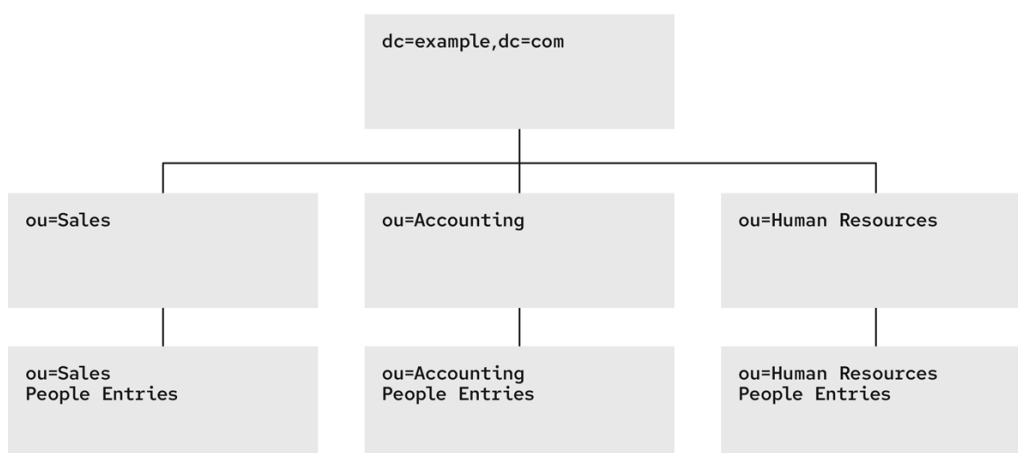 dc=example,dc=com
ou=Sales
ou=Accounting
ou=Human Resources
ou=Sales
People Entries
ou=Accounting
People Entries
ou=Human Resources
People Entries